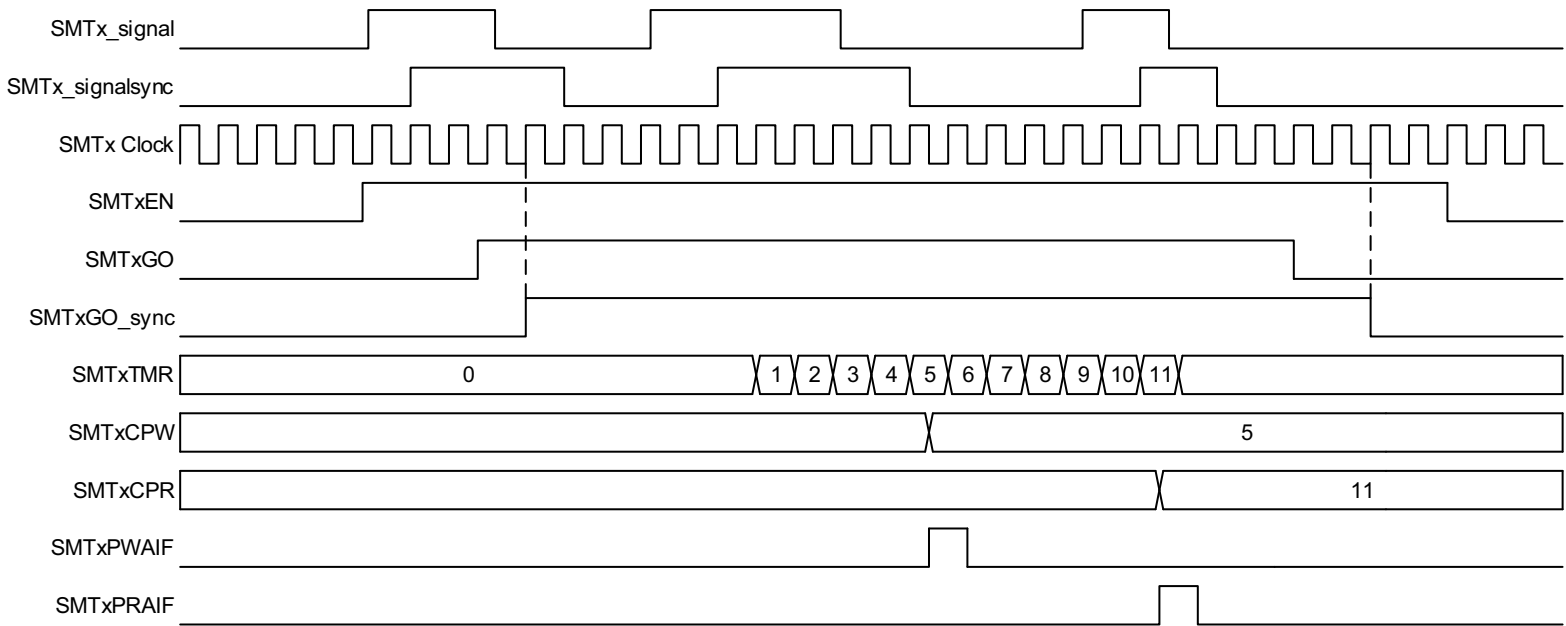 SMTx_signal
SMTx_signalsync
SMTx Clock
SMTxEN
SMTxGO
SMTxGO_sync
SMTxTMR 0 1 2 3 4 5 6 7 8 9 10 11
SMTxCPW 5
SMTxCPR 11
SMTxPWAIF
SMTxPRAIF